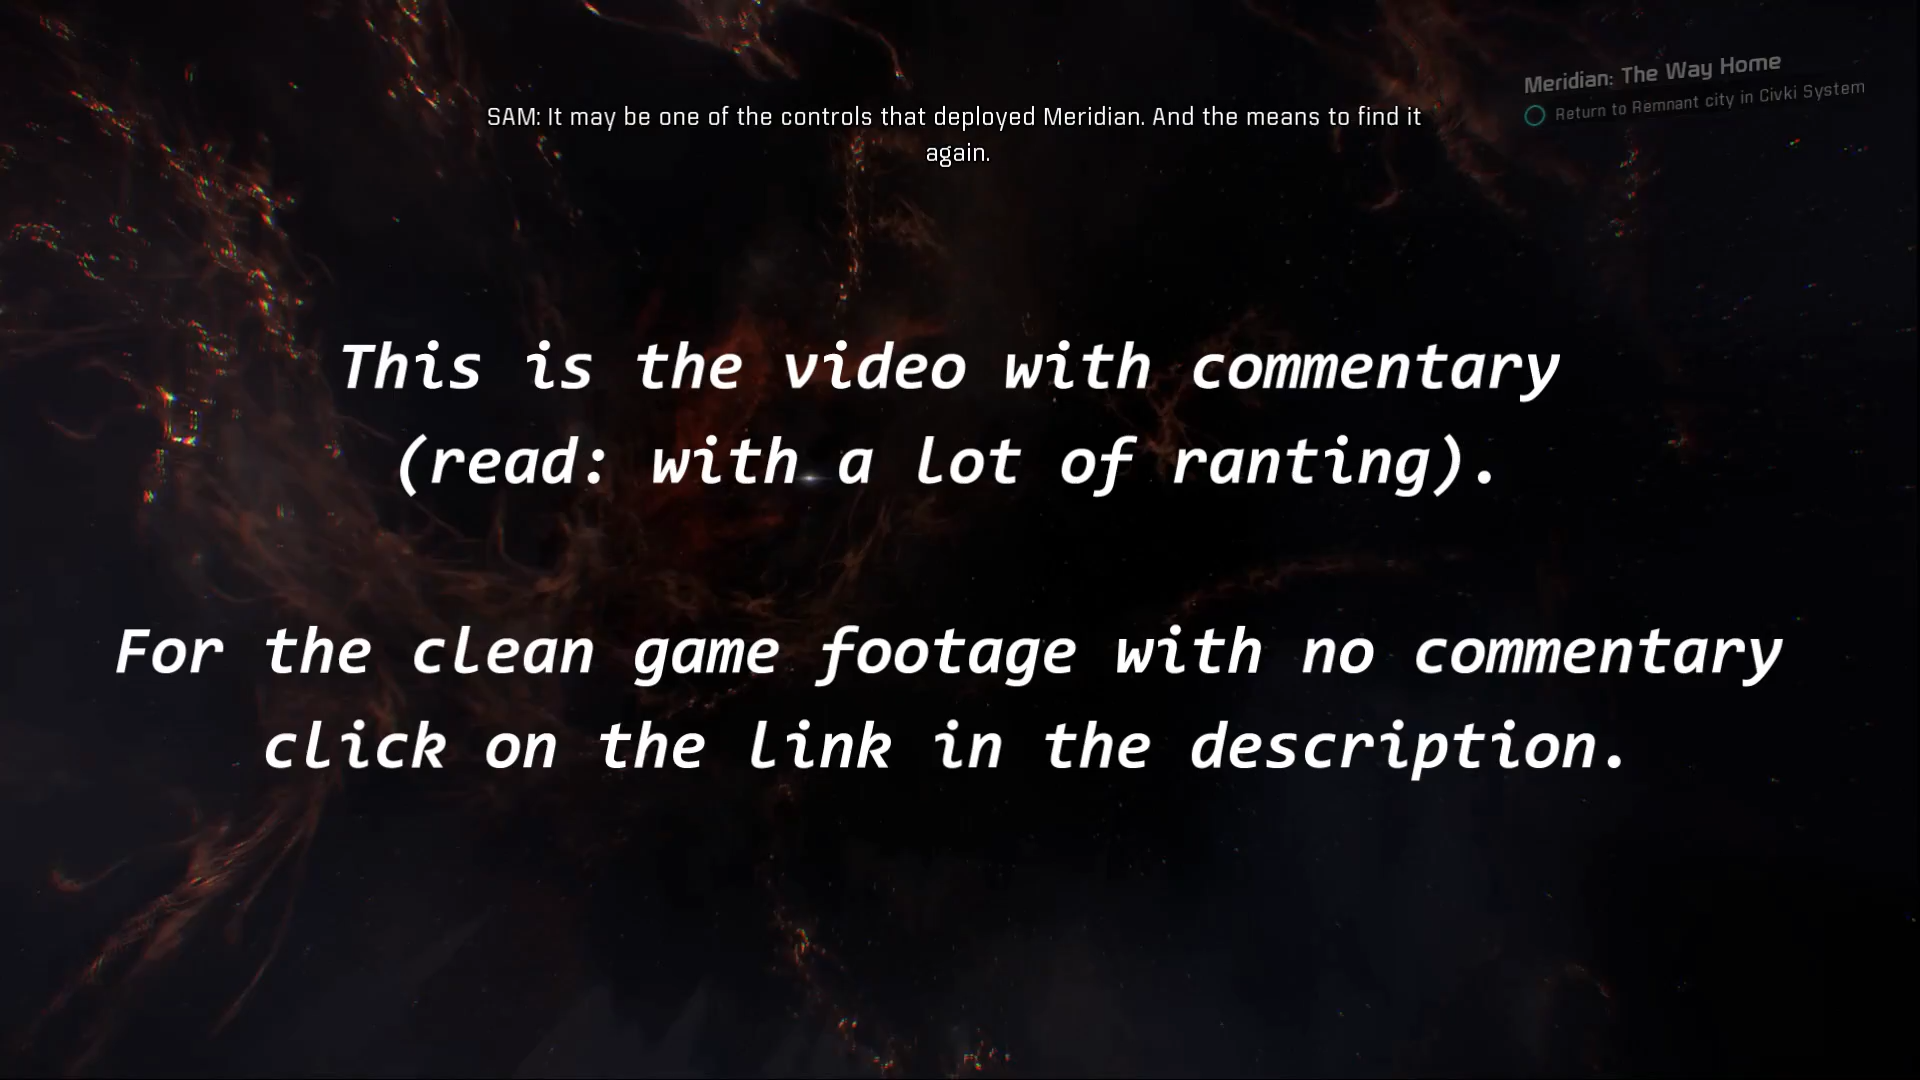 Meridian: The Way Home
Return to Remnant city in Civki System
SAM: It may be one of the controls that deployed Meridian. And the means to find it
again.
This is the video with commentary
(read: with a lot of ranting).
For the clean game footage with no commentary
click on the link in the description.